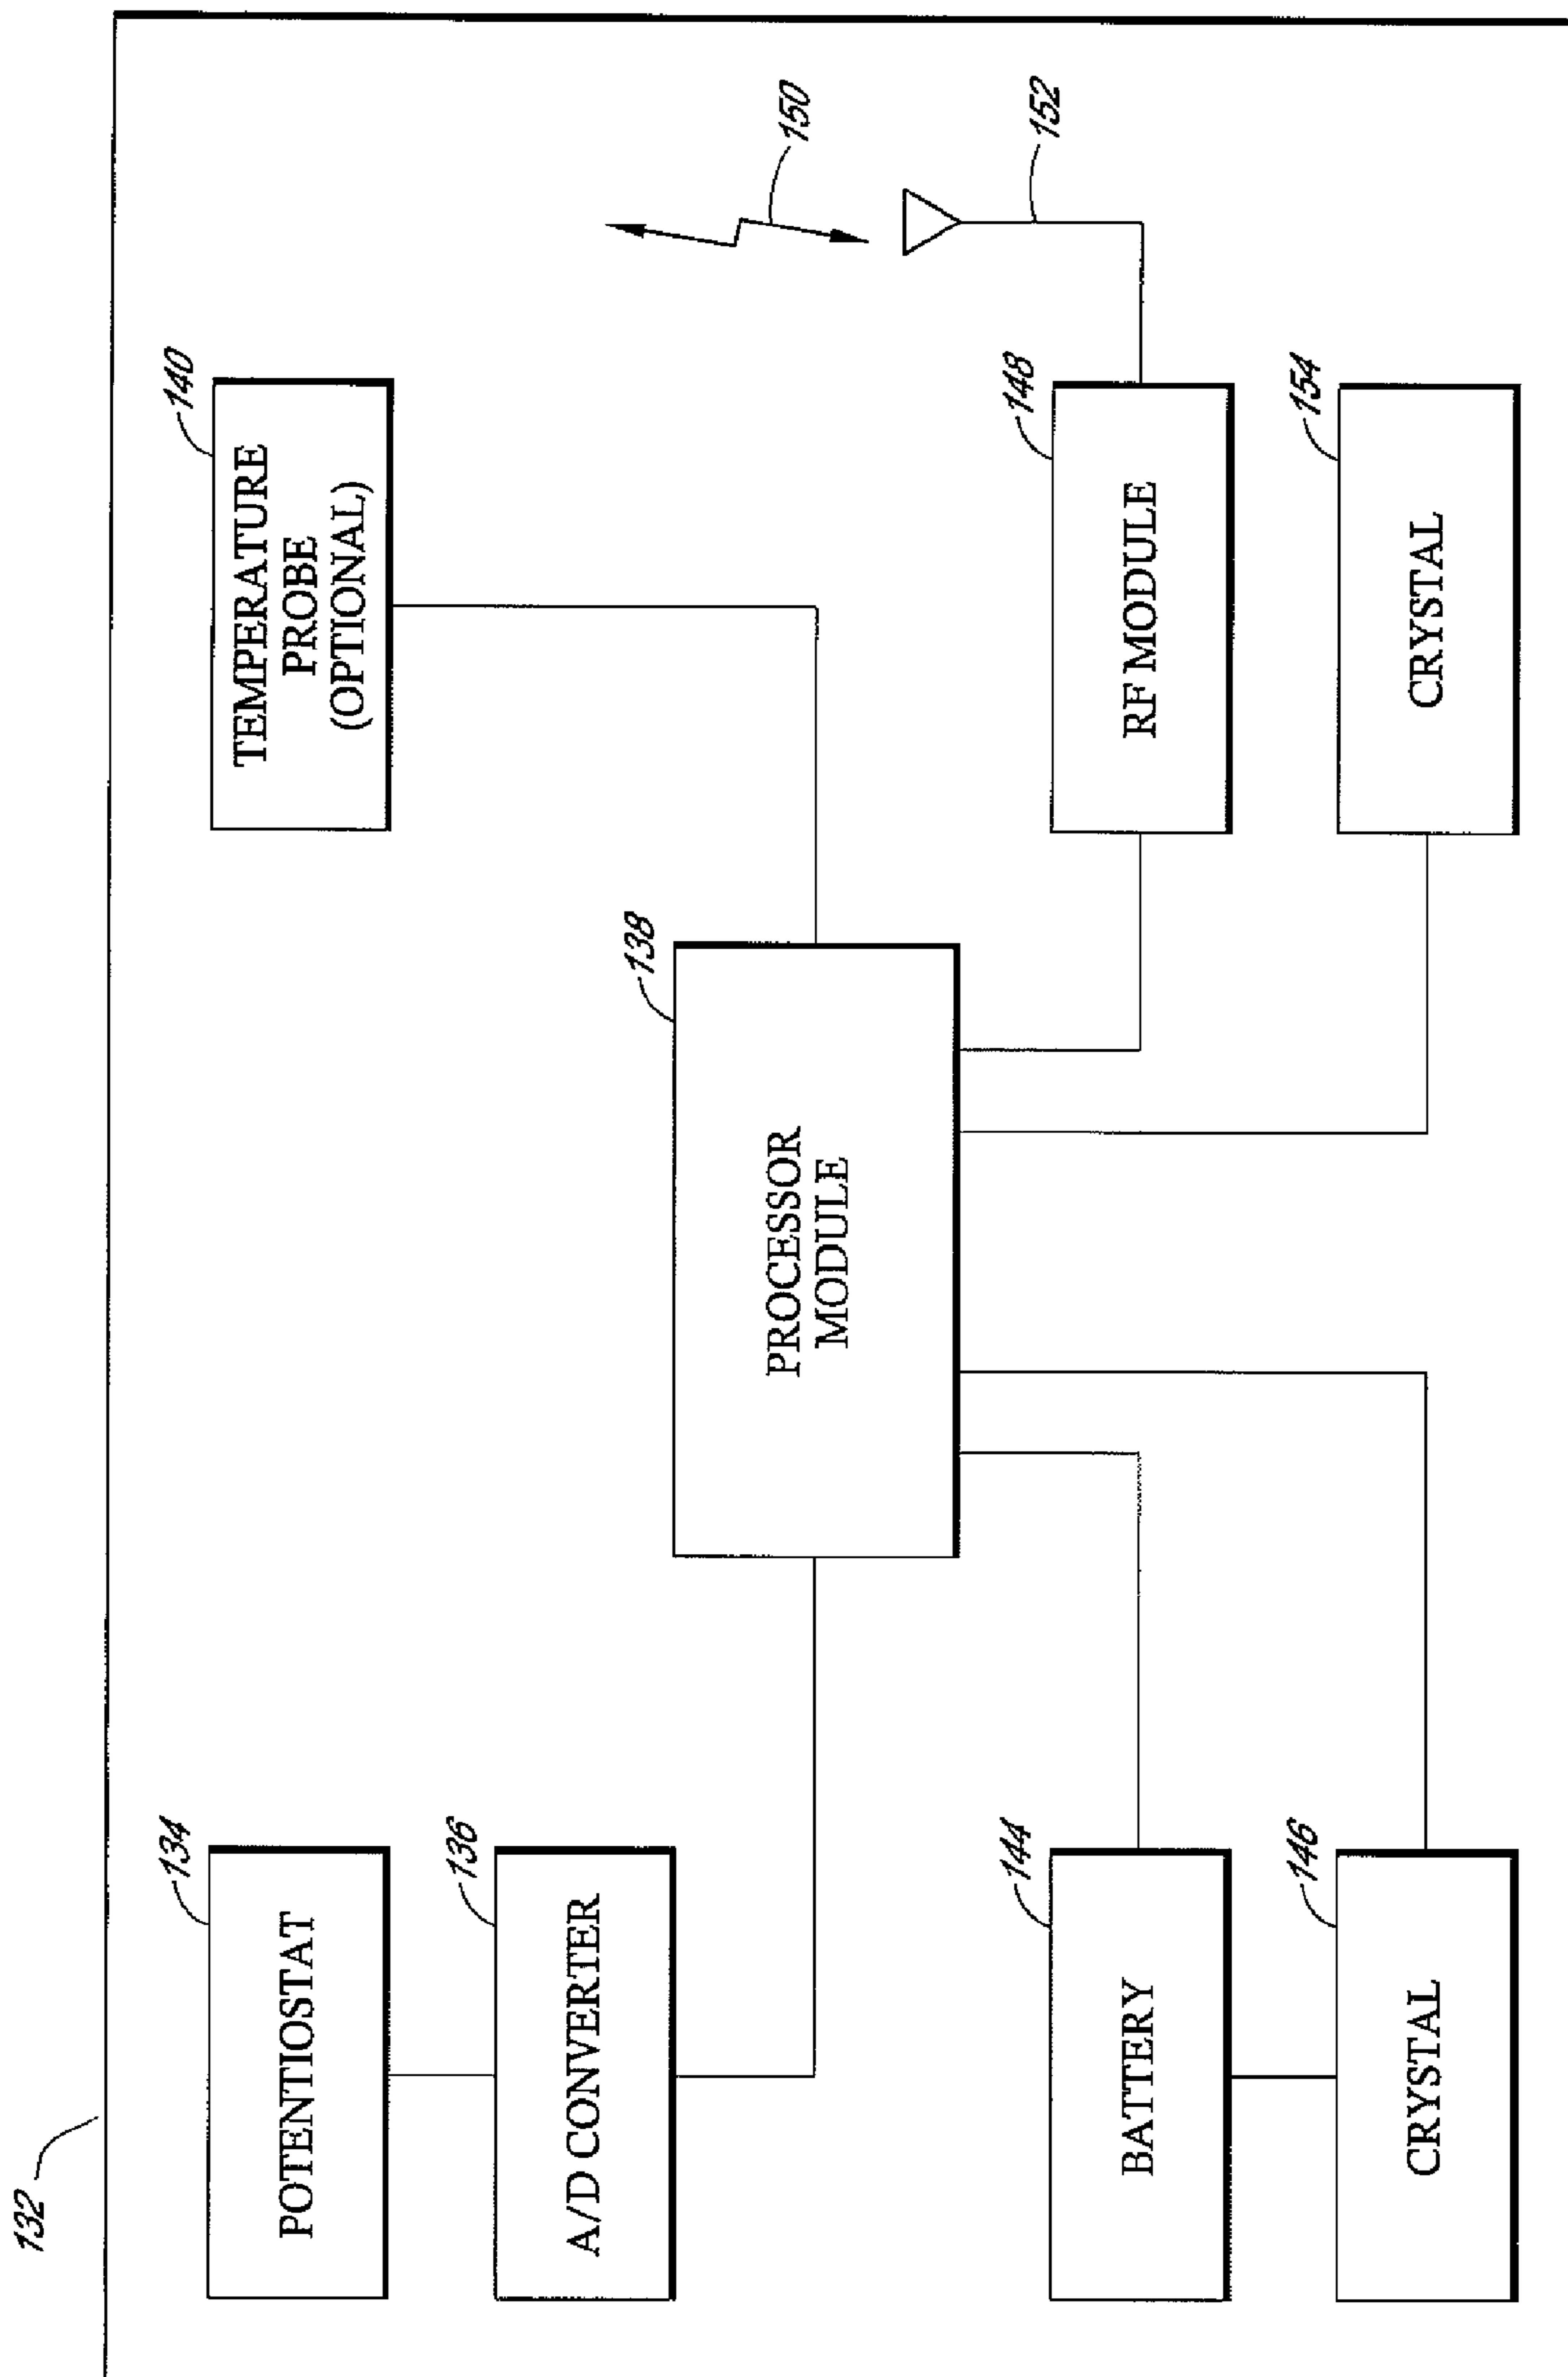 132
134
POTENTIOSTAT
136
A/D CONVERTER
138
PROCESSOR
MODULE
140
TEMPERATURE
PROBE
(OPTIONAL)
150
152
144
BATTERY
146
CRYSTAL
148
RF MODULE
154
CRYSTAL